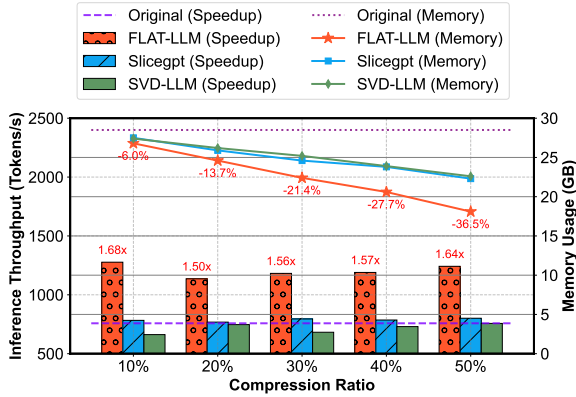 Original (Speedup)
FLAT-LLM (Speedup)
Slicegpt (Speedup)
SVD-LLM (Speedup)
Original (Memory)
FLAT-LLM (Memory)
Slicegpt (Memory)
SVD-LLM (Memory)
Inference Throughput (Tokens/s)
2500
2000
1500
1000
500
30
25
20
15
10
5
0
Memory Usage (GB)
-6.0%
-13.7%
-21.4%
-27.7%
-36.5%
1.68x
1.50x
1.56x
1.57x
1.64x
10%
20%
30%
40%
50%
Compression Ratio